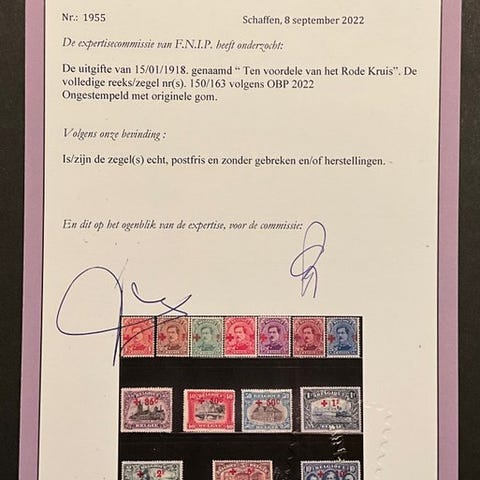 Nr.: 1955
Schaffen, 8 september 2022
De expertisecommissie van F.N.I.P. heeft onderzocht:
De uitgifte van 15/01/1918. genaamd “ Ten voordele van het Rode Kruis”. De
volledige reeks/zegel nr(s). 150/163 volgens OBP 2022
Ongestempeld met originele gom.
Volgens onze bevinding :
Is/zijn de zegel(s) echt, postfris en zonder gebreken en/of herstellingen.
En dit op het ogenblik van de expertise, voor de commissie: